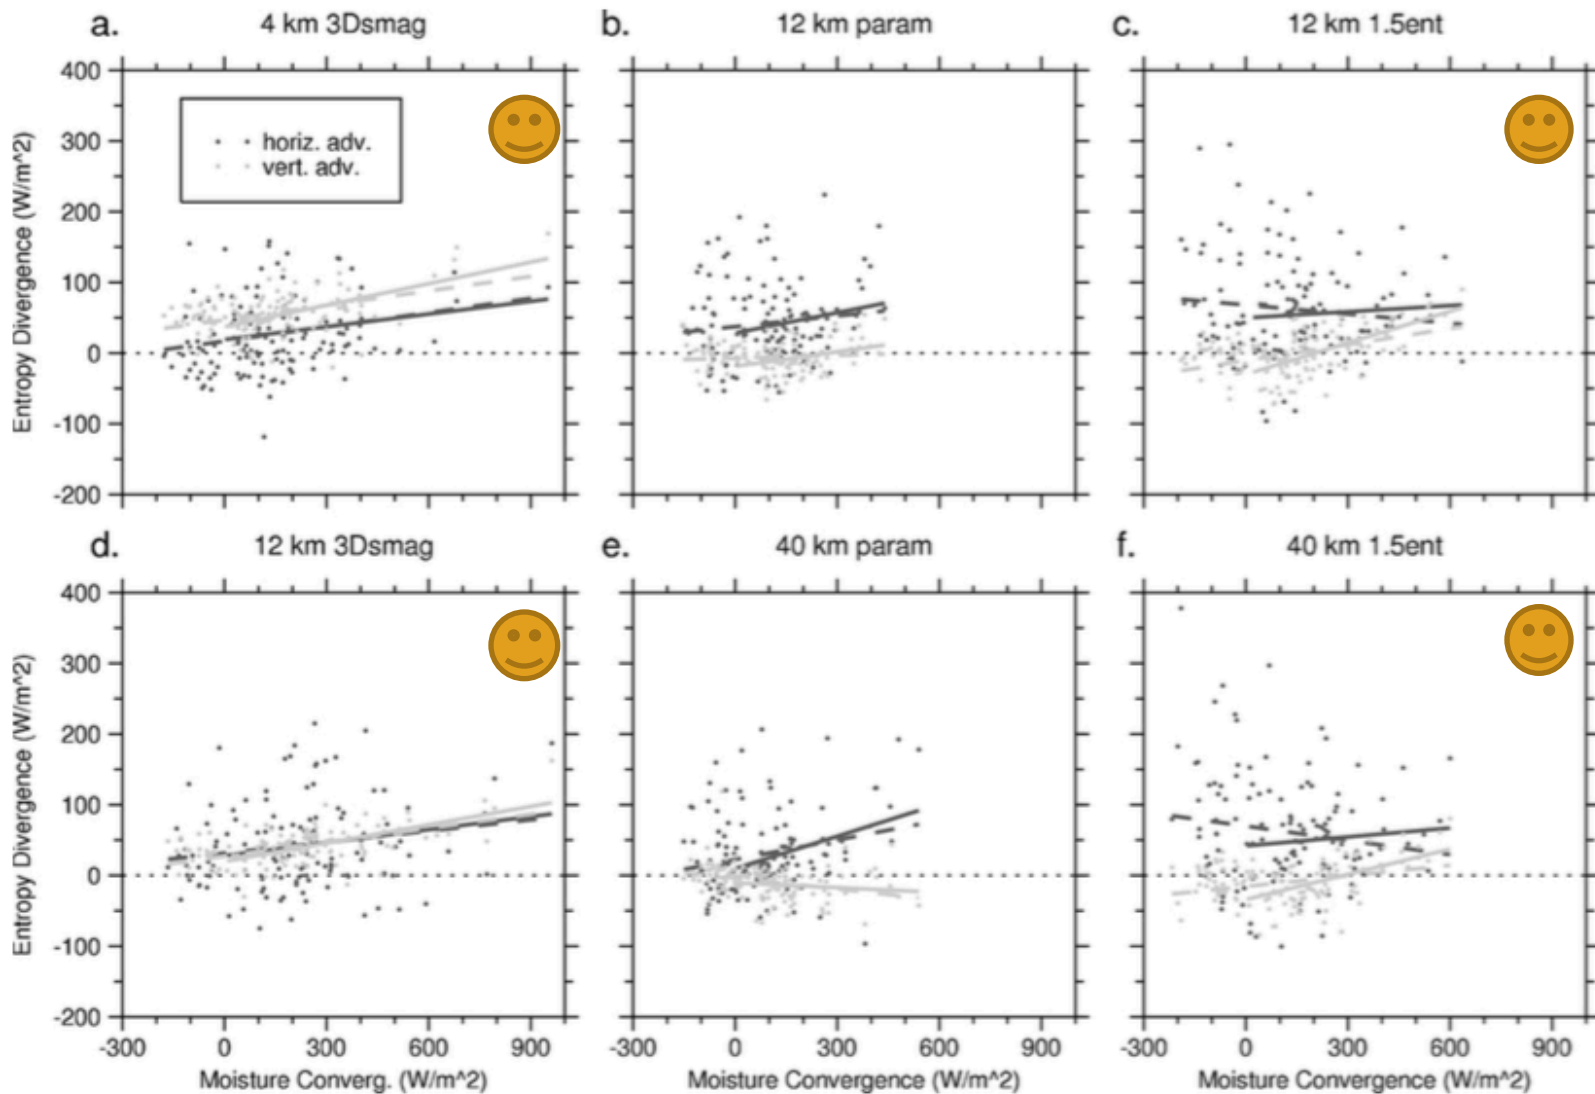 a. 4 km 3Dsmag
b. 12 km param
c. 12 km 1.5ent
400
300
200
100
0
-100
-200
Entropy Divergence (W/m^2)
horiz. adv.
vert. adv.
d. 12 km 3Dsmag
e. 40 km param
f. 40 km 1.5ent
400
300
200
100
0
-100
-200
Entropy Divergence (W/m^2)
-300 0 300 600 900
-300 0 300 600 900
-300 0 300 600 900
Moisture Converg. (W/m^2)
Moisture Convergence (W/m^2)
Moisture Convergence (W/m^2)